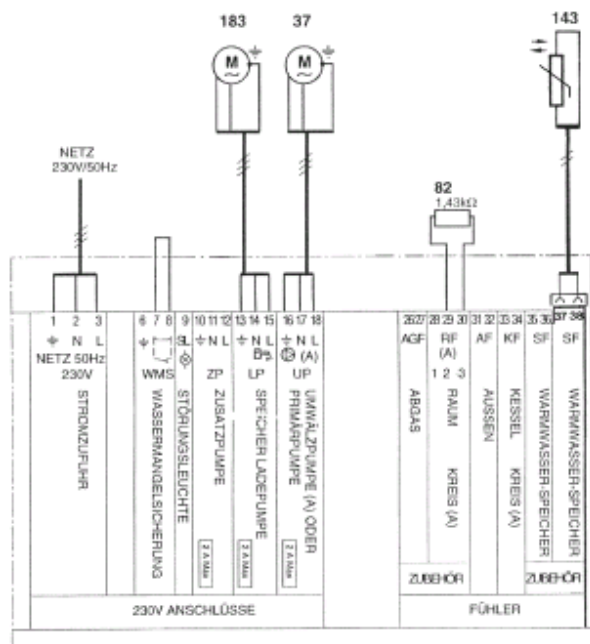 183
37
143
M
M
NETZ
230V/50Hz
82
1,43kΩ
1 2 3
6 7 8
9
10 11 12
13 14 15
16 17 18
26 27
28 29 30
31 32
33 34
35 36
37 38
N L
NETZ 50Hz
230V
WMS
SL
N L
ZP
N L
LP
N L
(A)
UP
AGF
RF
(A)
1 2 3
AF
KF
SF
SF
STROMZUFUHR
WASSERMANGELSICHERUNG
STÖRUNGSLEUCHTE
ZUSATZPUMPE
SPEICHER LADEPUMPE
UMWÄLZPUMPE (A) ODER
PRIMÄRPUMPE
2 A Max
2 A Max
2 A Max
ABGAS
RAUM KREIS (A)
AUSSEN
KESSEL KREIS (A)
WARMWASSER-SPEICHER
WARMWASSER-SPEICHER
ZUBEHÖR
ZUBEHÖR
230V ANSCHLÜSSE
FÜHLER